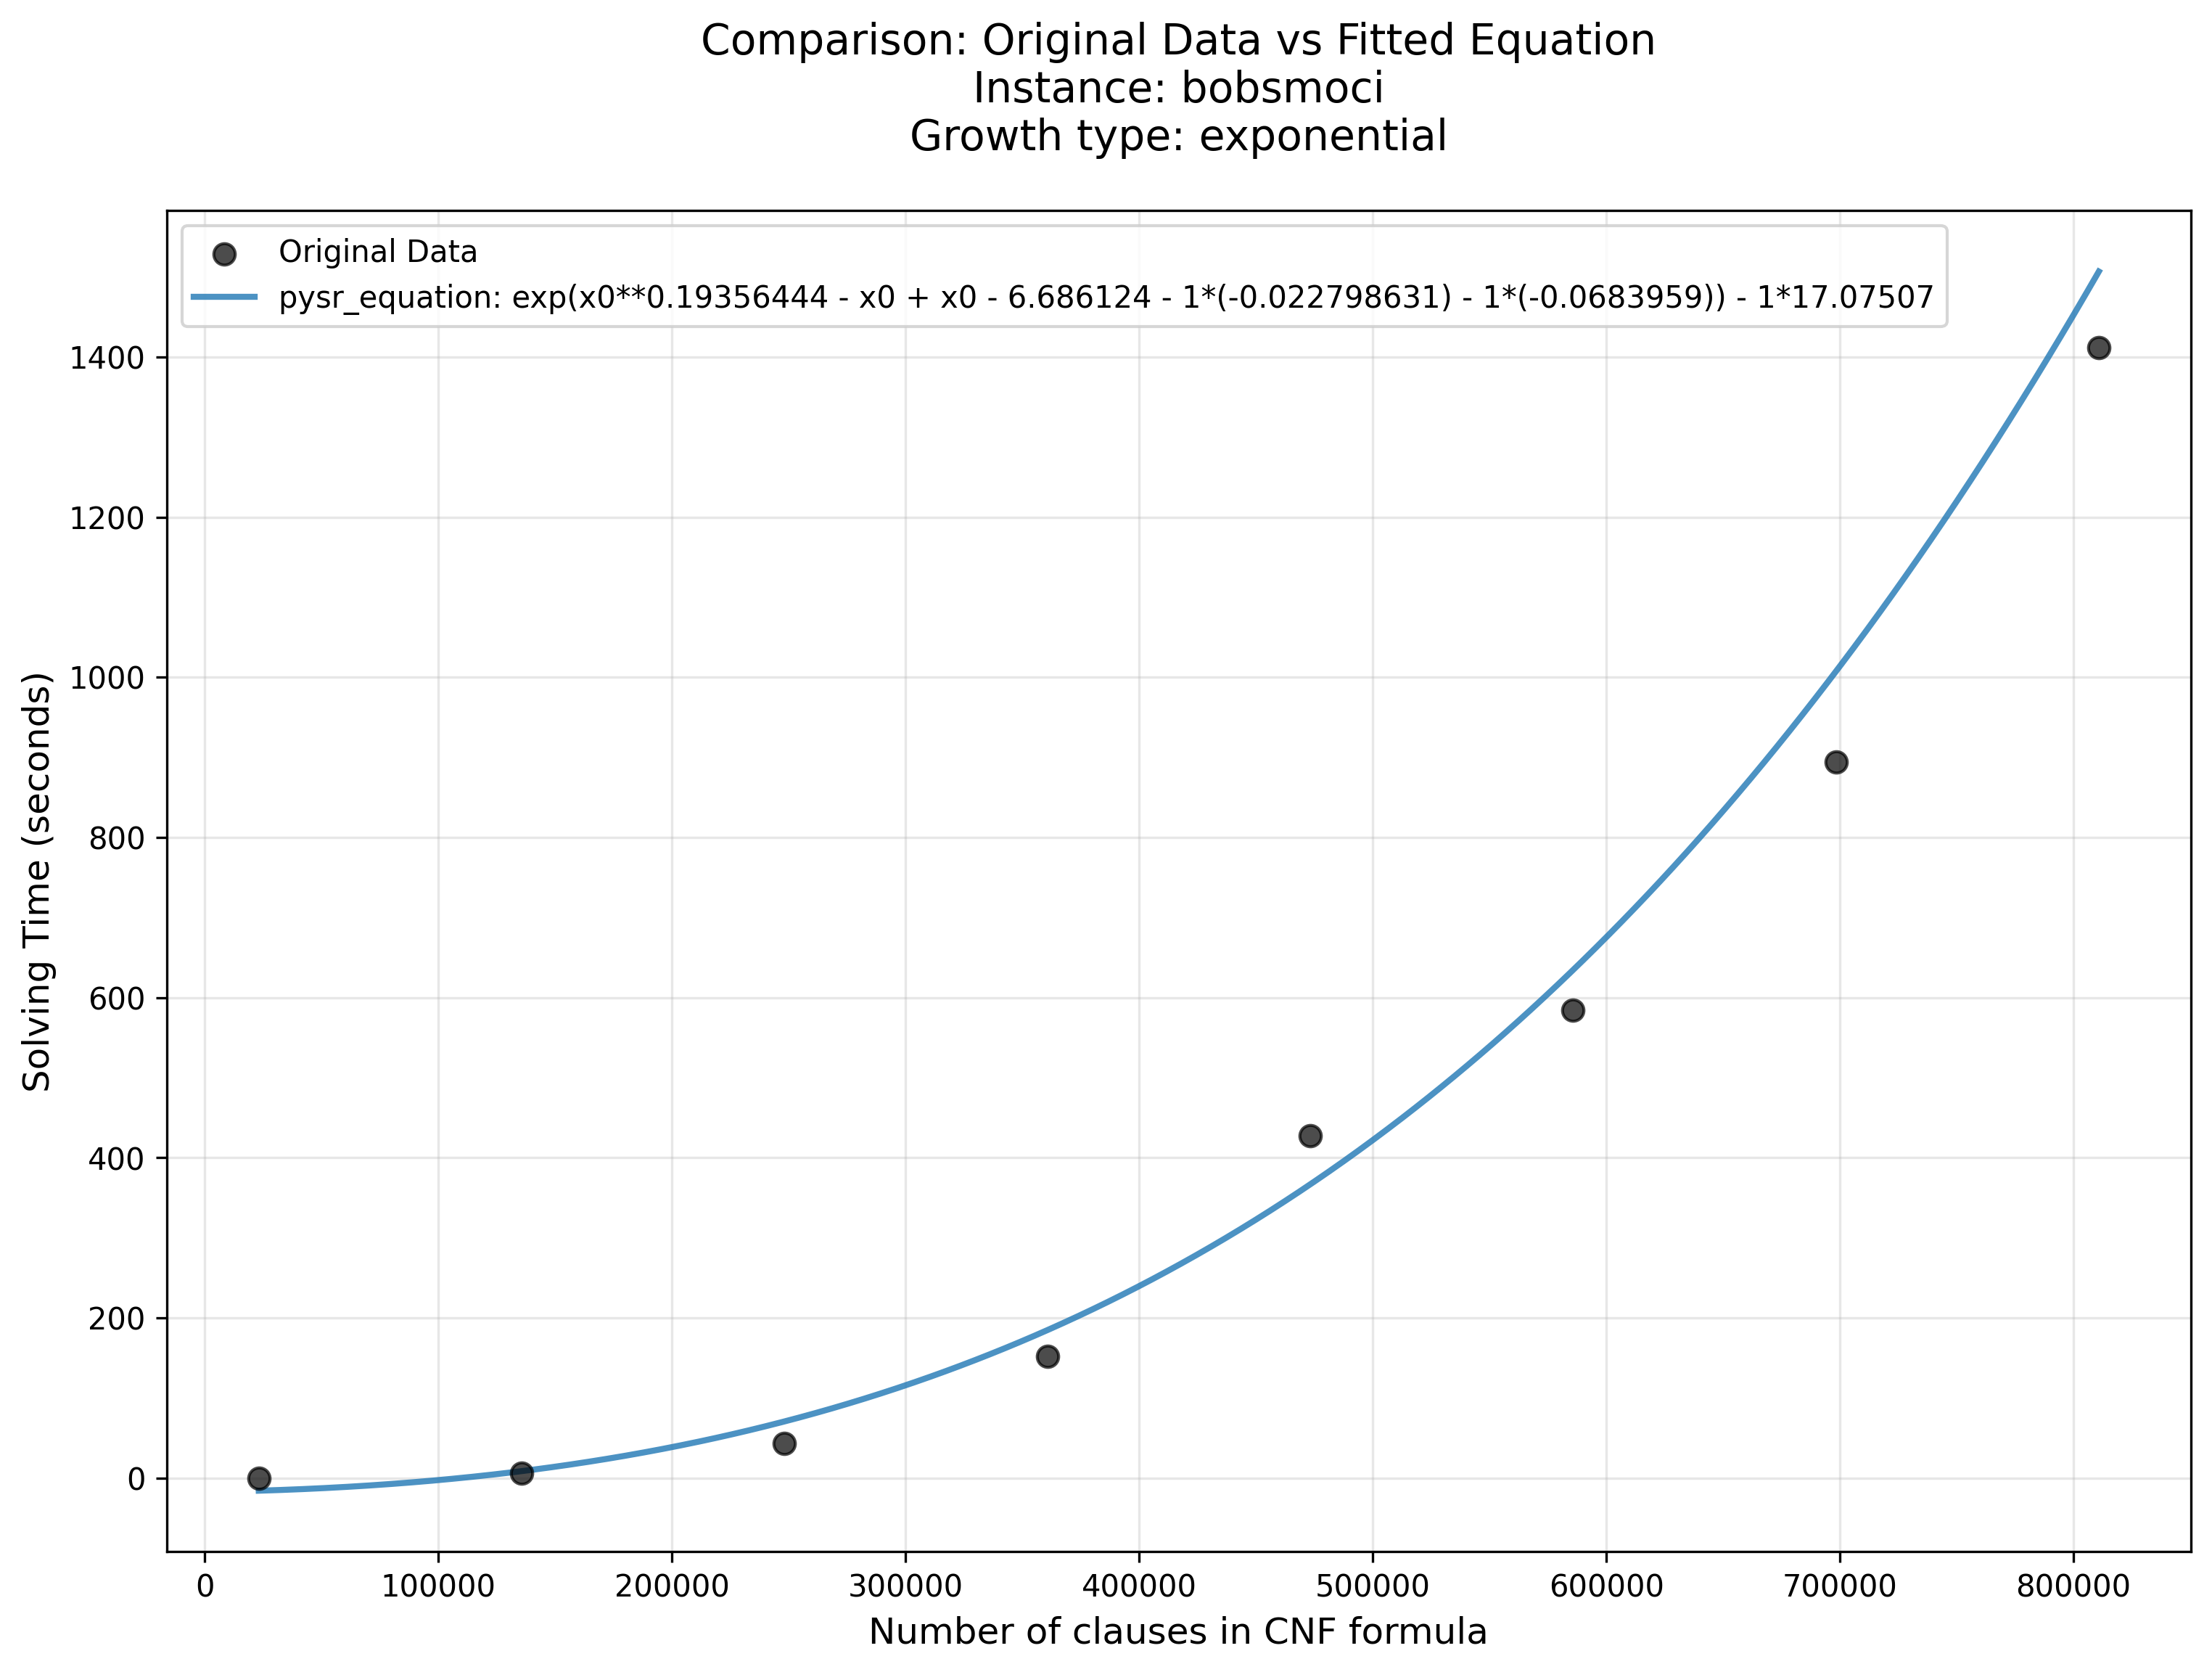 Comparison: Original Data vs Fitted Equation
Instance: bobsmoci
Growth type: exponential
Original Data
pysr_equation: exp(x0**0.19356444 - x0 + x0 - 6.686124 - 1*(-0.022798631) - 1*(-0.0683959)) - 1*17.07507
Solving Time (seconds)
1400
1200
1000
800
600
400
200
0
0 100000 200000 300000 400000 500000 600000 700000 800000
Number of clauses in CNF formula